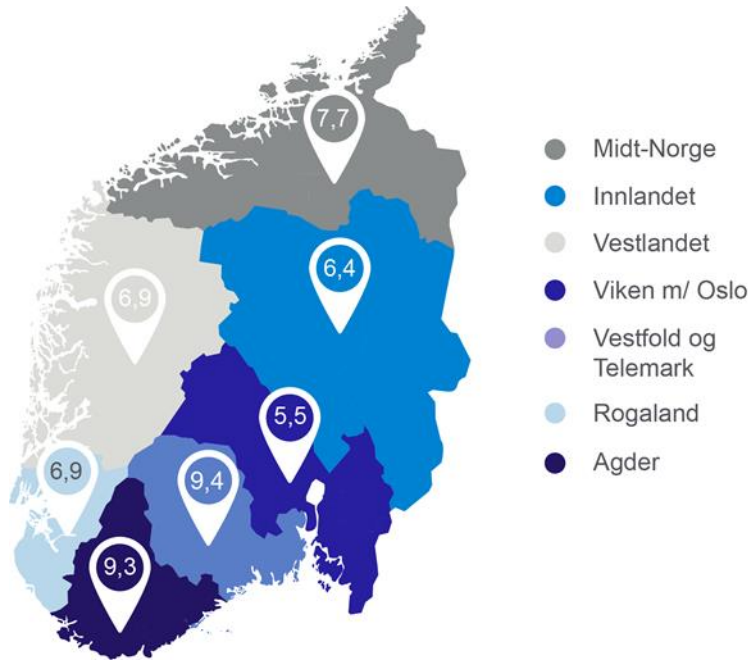 7,7
6,4
6,9
5,5
6,9
9,4
9,3
Midt-Norge
Innlandet
Vestlandet
Viken m/ Oslo
Vestfold og
Telemark
Rogaland
Agder